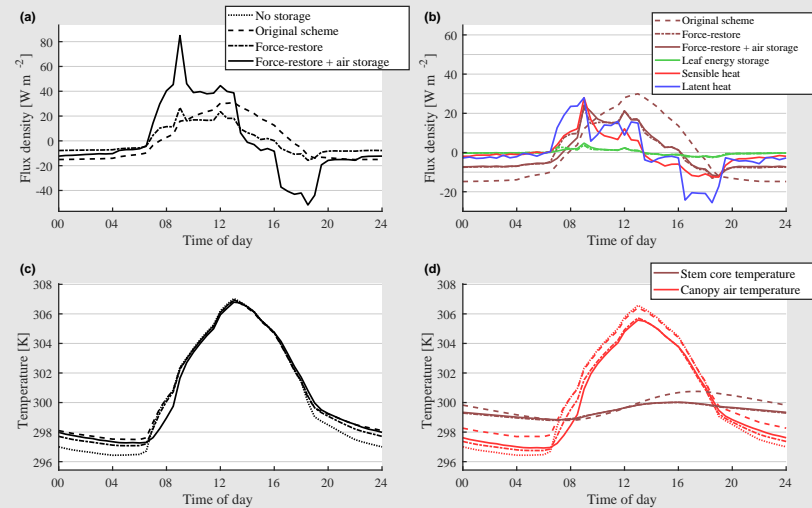 (a)
No storage
Original scheme
Force-restore
Force-restore + air storage
Flux density [W m -2]
80
60
40
20
0
-20
-40
00 04 08 12 16 20 24
Time of day
(b)
Original scheme
Force-restore
Force-restore + air storage
Leaf energy storage
Sensible heat
Latent heat
Flux density [W m -2]
60
40
20
0
-20
00 04 08 12 16 20 24
Time of day
(c)
Temperature [K]
308
306
304
302
300
298
296
00 04 08 12 16 20 24
Time of day
(d)
Stem core temperature
Canopy air temperature
Temperature [K]
308
306
304
302
300
298
296
00 04 08 12 16 20 24
Time of day